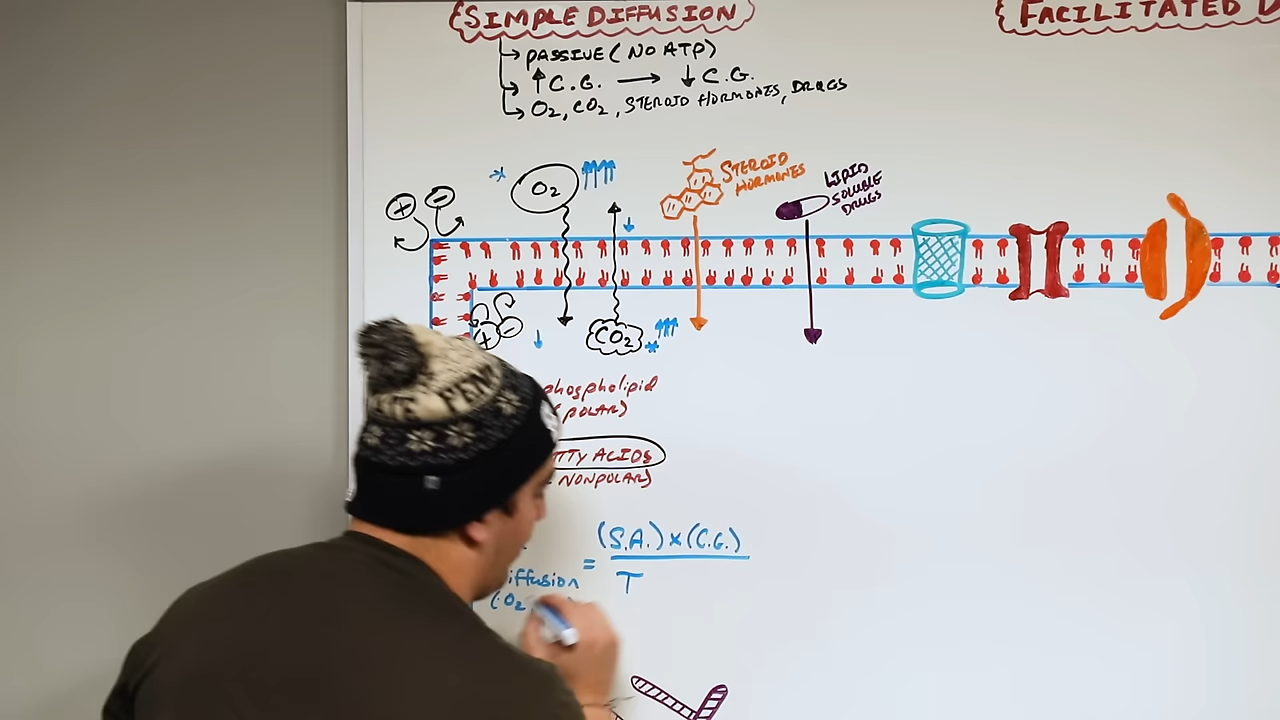 SIMPLE DIFFUSION
FACILITATED D
→ PASSIVE (NO ATP)
→ ↑ C.G. → ↓ C.G.
→ O2, CO2, STEROID HORMONES, DRUGS
+ -
* O2 ↑↑↑
↓
STEROID HORMONES
LIPID SOLUBLE DRUGS
+ -
↓
CO2 * ↑↑↑
phospholipid
(POLAR)
TTY ACIDS
NONPOLAR)
iffusion = (S.A.) x (C.G.)
T
(O2